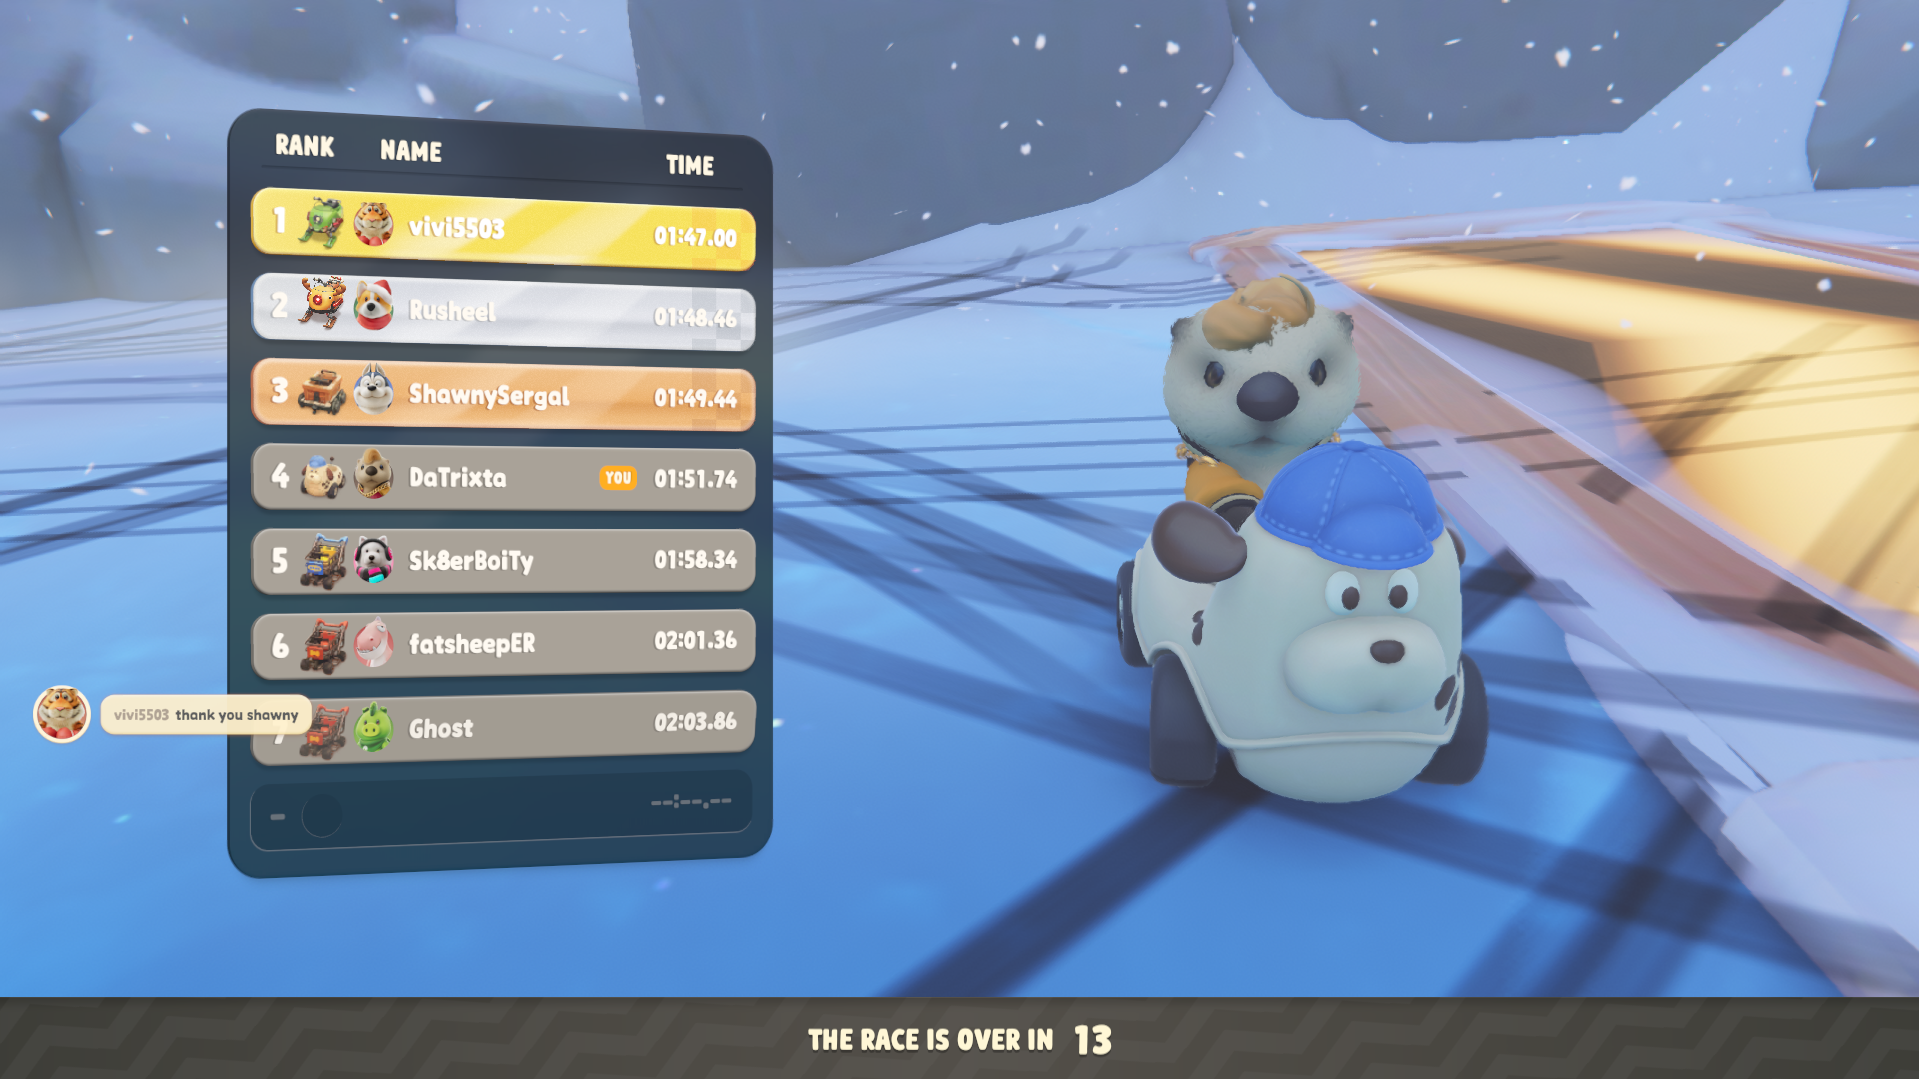 RANK NAME TIME
1 vivi5503 01:47.00
2 Rusheel 01:48.46
3 ShawnySergal 01:49.44
4 DaTrixta YOU 01:51.74
5 Sk8erBoiTy 01:58.34
6 fatsheepER 02:01.36
vivi5503 thank you shawny
7 Ghost 02:03.86
- --:--.--
THE RACE IS OVER IN 13